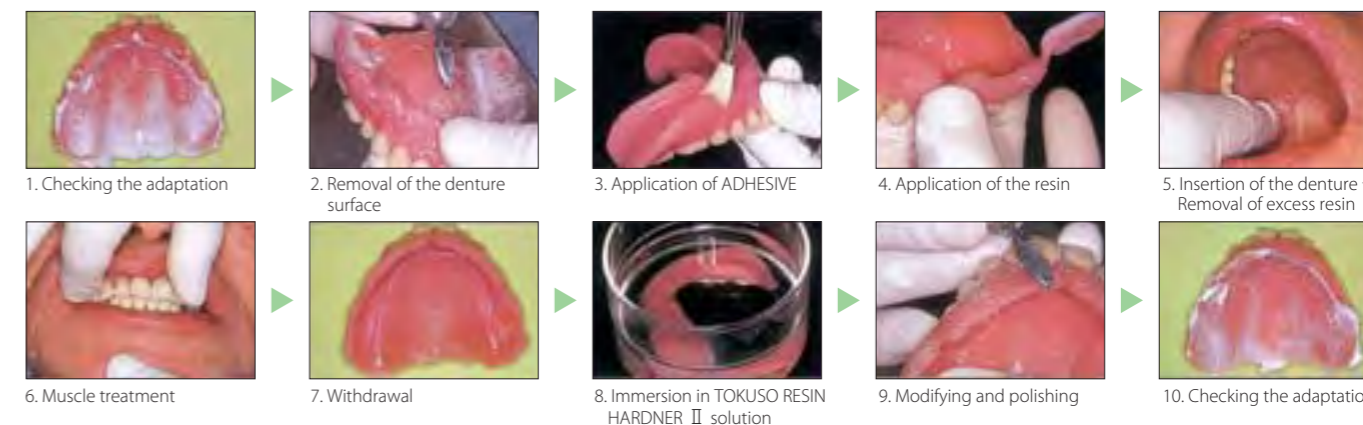 1. Checking the adaptation
2. Removal of the denture
surface
3. Application of ADHESIVE
4. Application of the resin
5. Insertion of the denture
Removal of excess resin
6. Muscle treatment
7. Withdrawal
8. Immersion in TOKUSO RESIN
HARDNER Ⅱ solution
9. Modifying and polishing
10. Checking the adaptatio